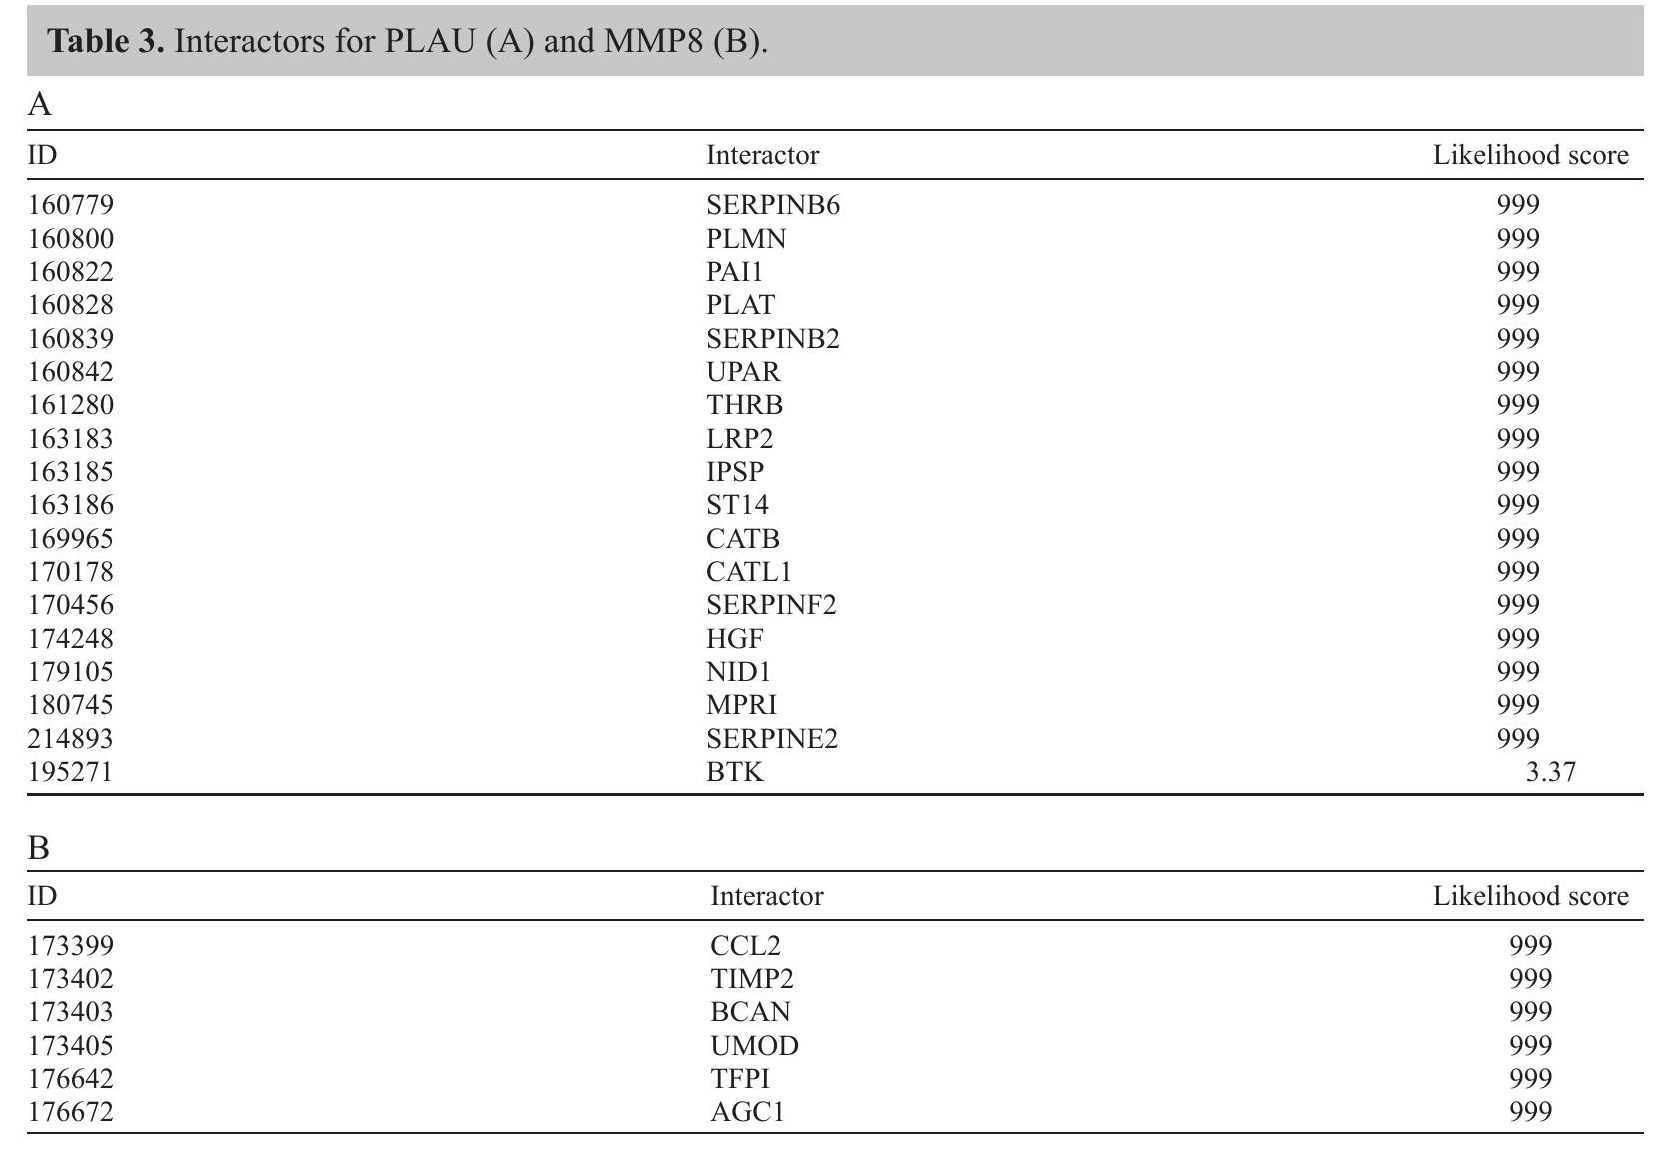 Table 3. Interactors for PLAU (A) and MMP8 (B).
A
ID Interactor Likelihood score
160779 SERPINB6 999
160800 PLMN 999
160822 PAI1 999
160828 PLAT 999
160839 SERPINB2 999
160842 UPAR 999
161280 THRB 999
163183 LRP2 999
163185 IPSP 999
163186 ST14 999
169965 CATB 999
170178 CATL1 999
170456 SERPINF2 999
174248 HGF 999
179105 NID1 999
180745 MPRI 999
214893 SERPINE2 999
195271 BTK 3.37
B
ID Interactor Likelihood score
173399 CCL2 999
173402 TIMP2 999
173403 BCAN 999
173405 UMOD 999
176642 TFPI 999
176672 AGC1 999